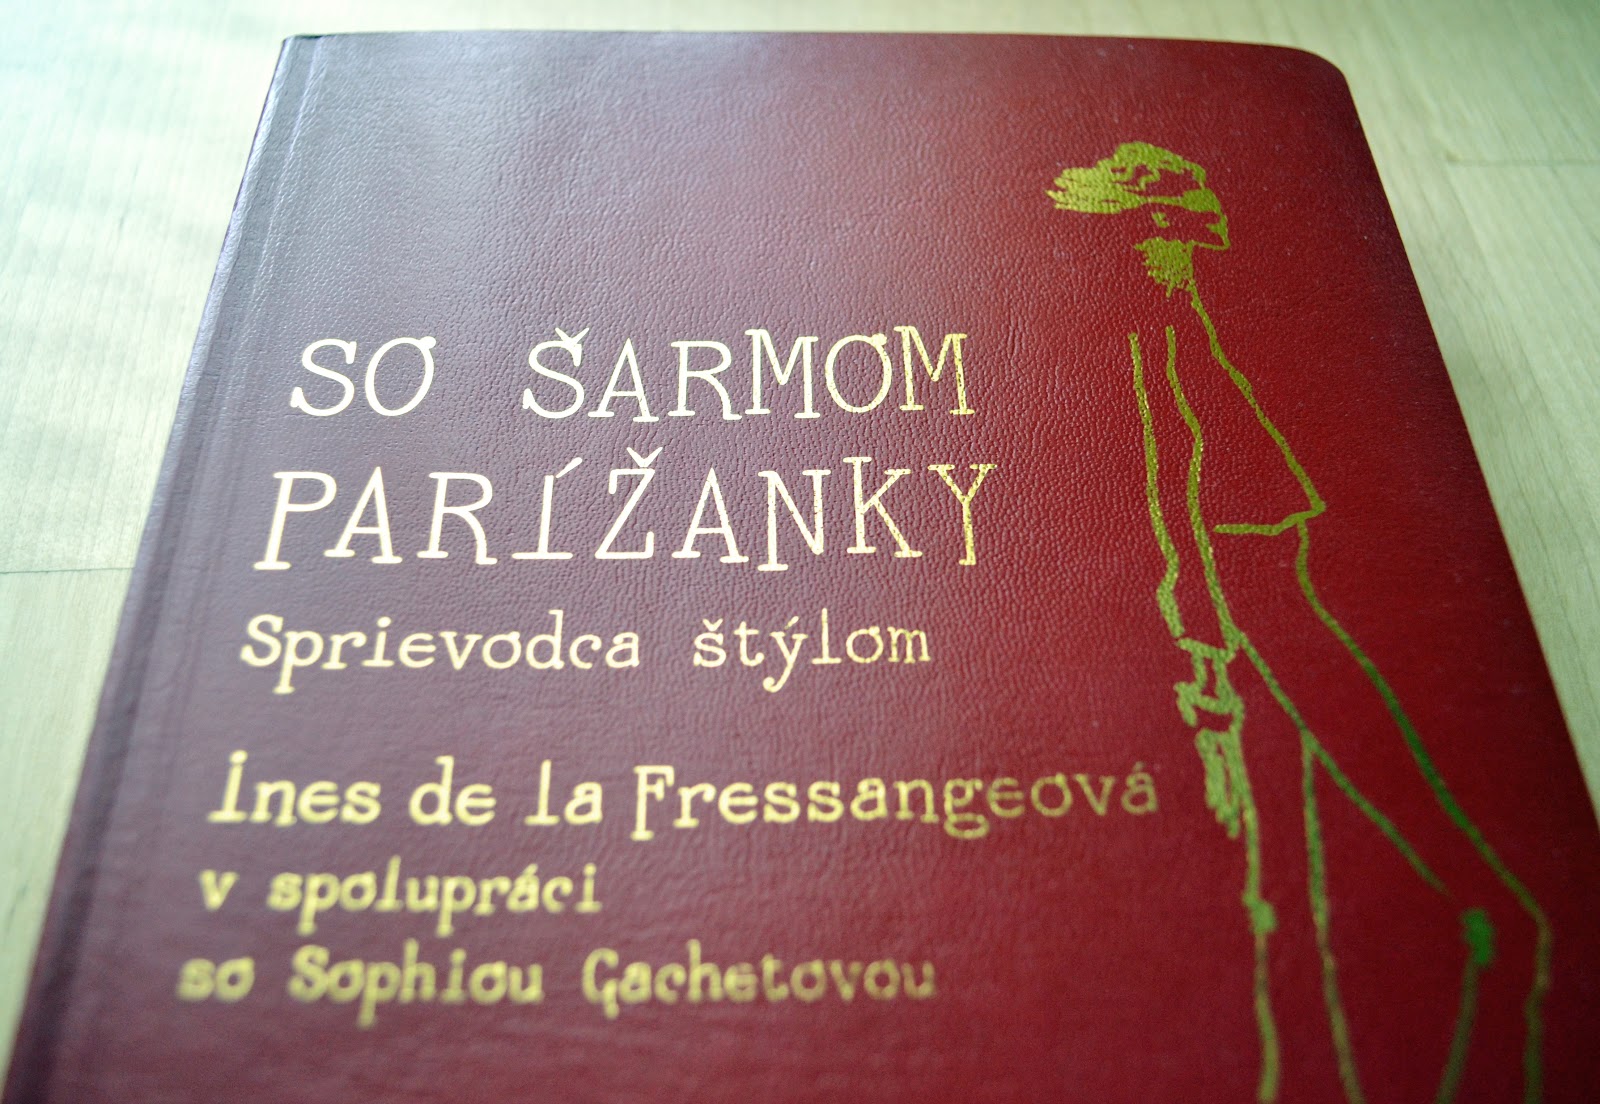 SO ŠARMOM
PARÍŽANKY
Sprievodca štýlom
Ines de la Fressangeová
v spolupráci
so Sophiou Gachetovou